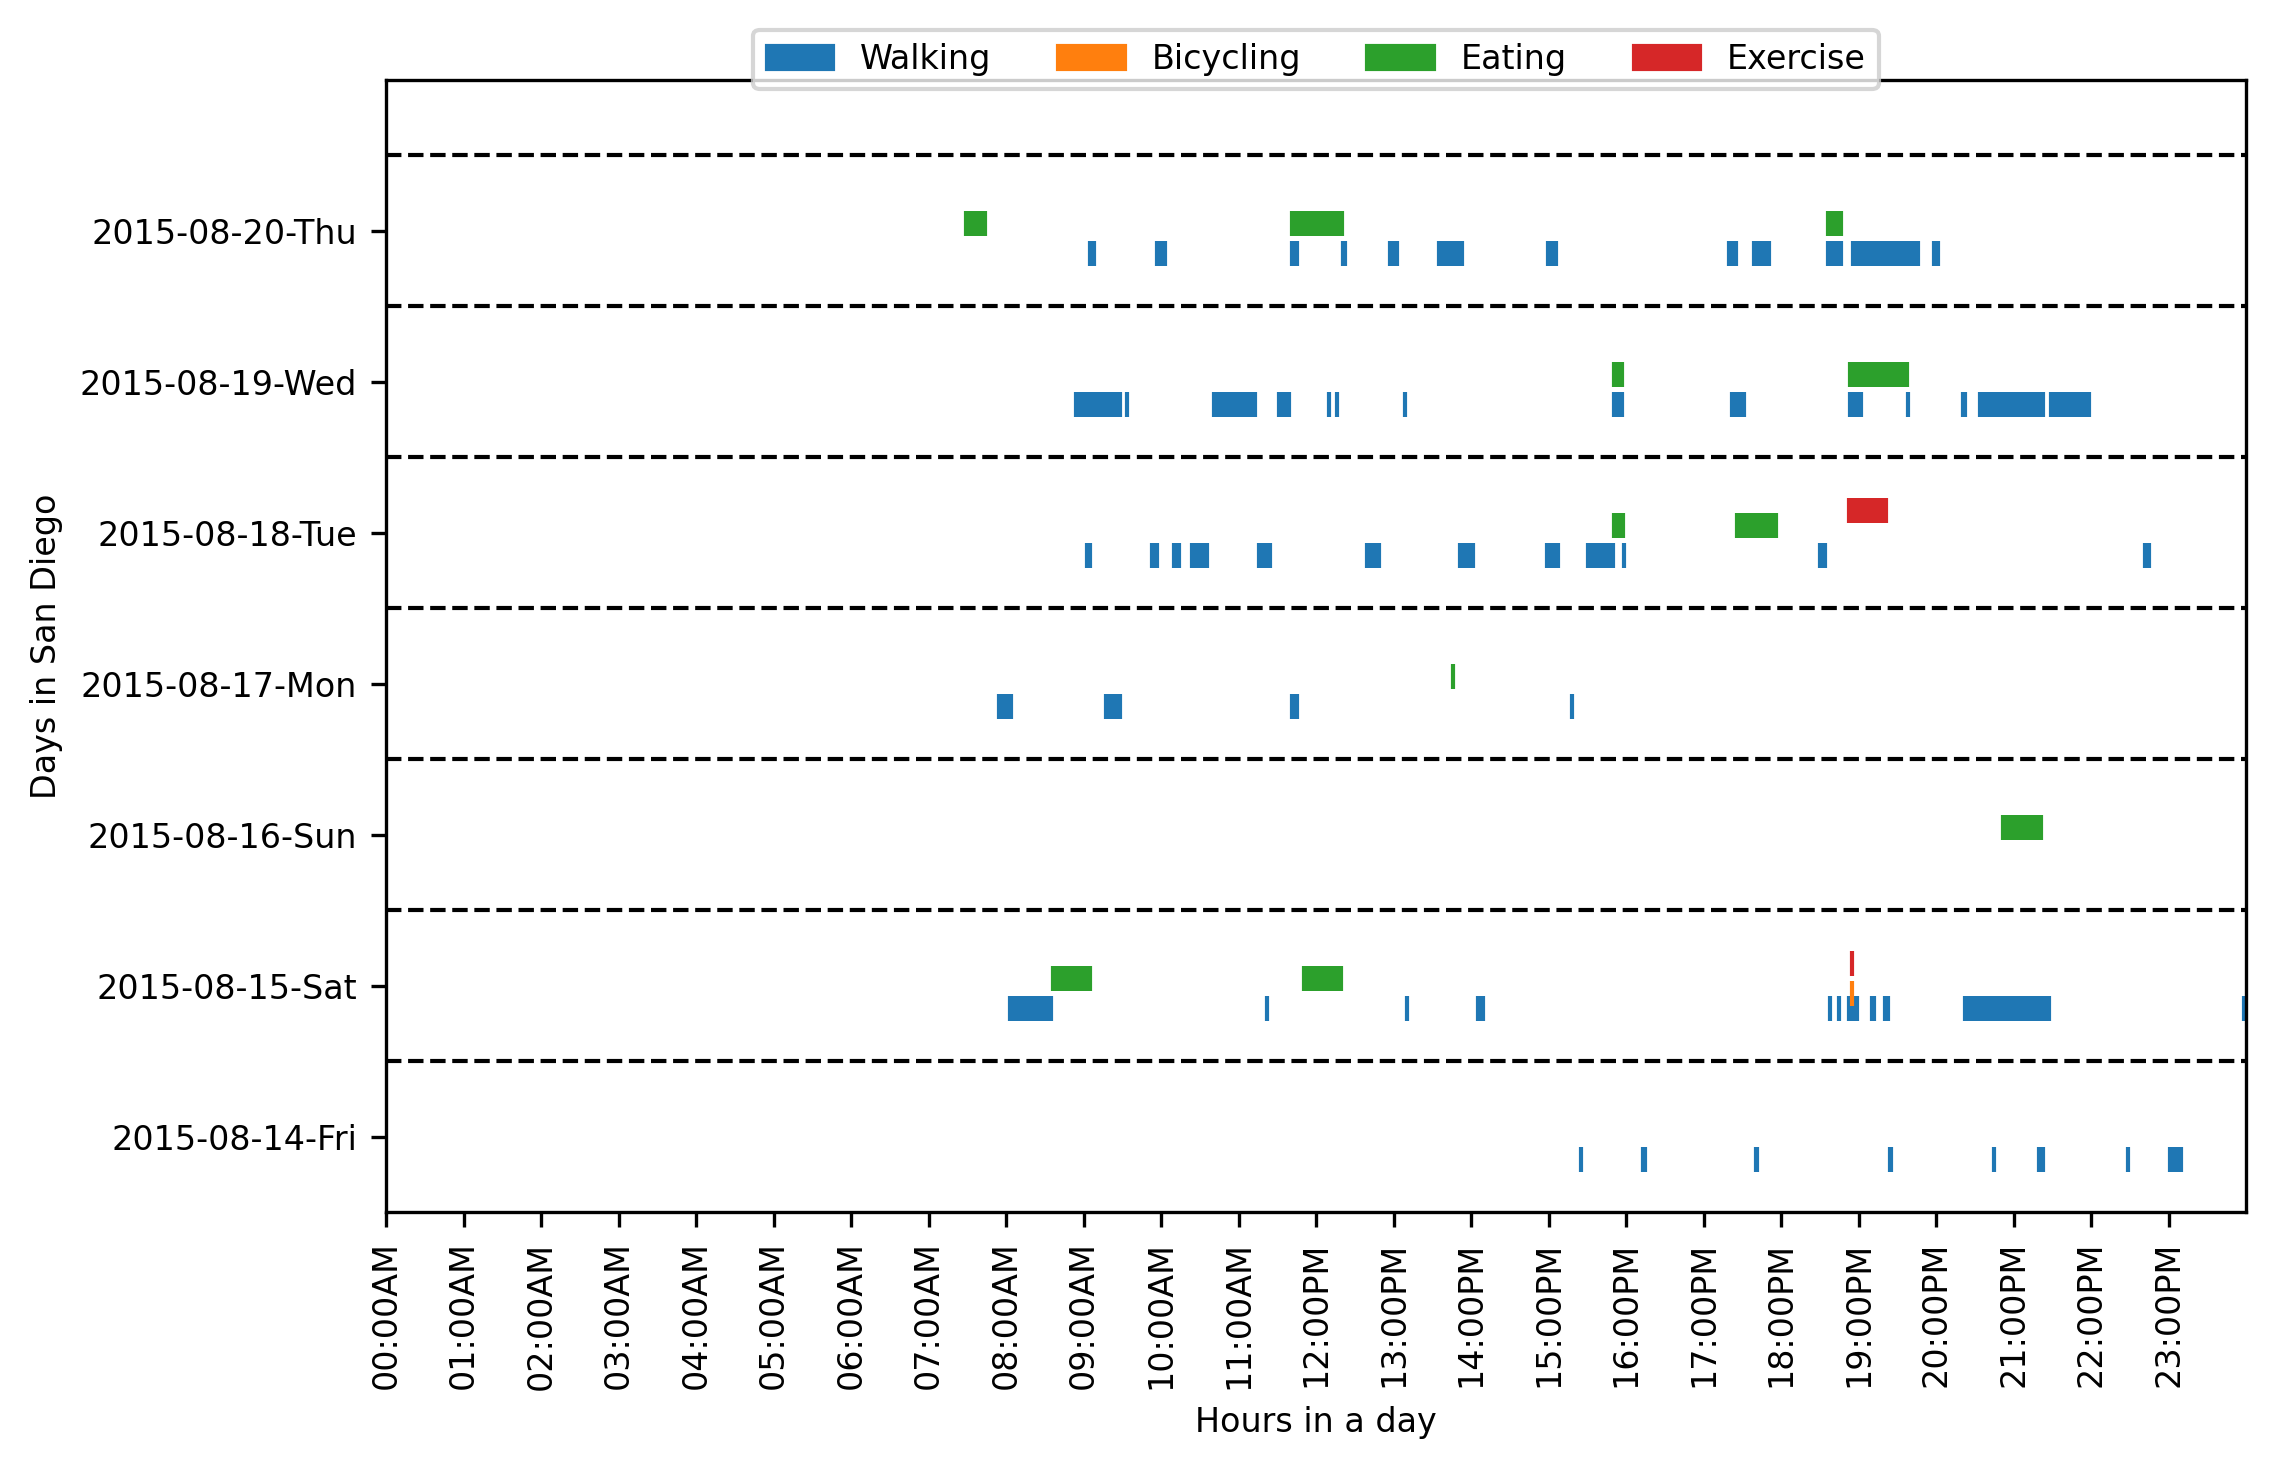 Walking Bicycling Eating Exercise
Days in San Diego
2015-08-20-Thu
2015-08-19-Wed
2015-08-18-Tue
2015-08-17-Mon
2015-08-16-Sun
2015-08-15-Sat
2015-08-14-Fri
00:00AM
01:00AM
02:00AM
03:00AM
04:00AM
05:00AM
06:00AM
07:00AM
08:00AM
09:00AM
10:00AM
11:00AM
12:00PM
13:00PM
14:00PM
15:00PM
16:00PM
17:00PM
18:00PM
19:00PM
20:00PM
21:00PM
22:00PM
23:00PM
Hours in a day